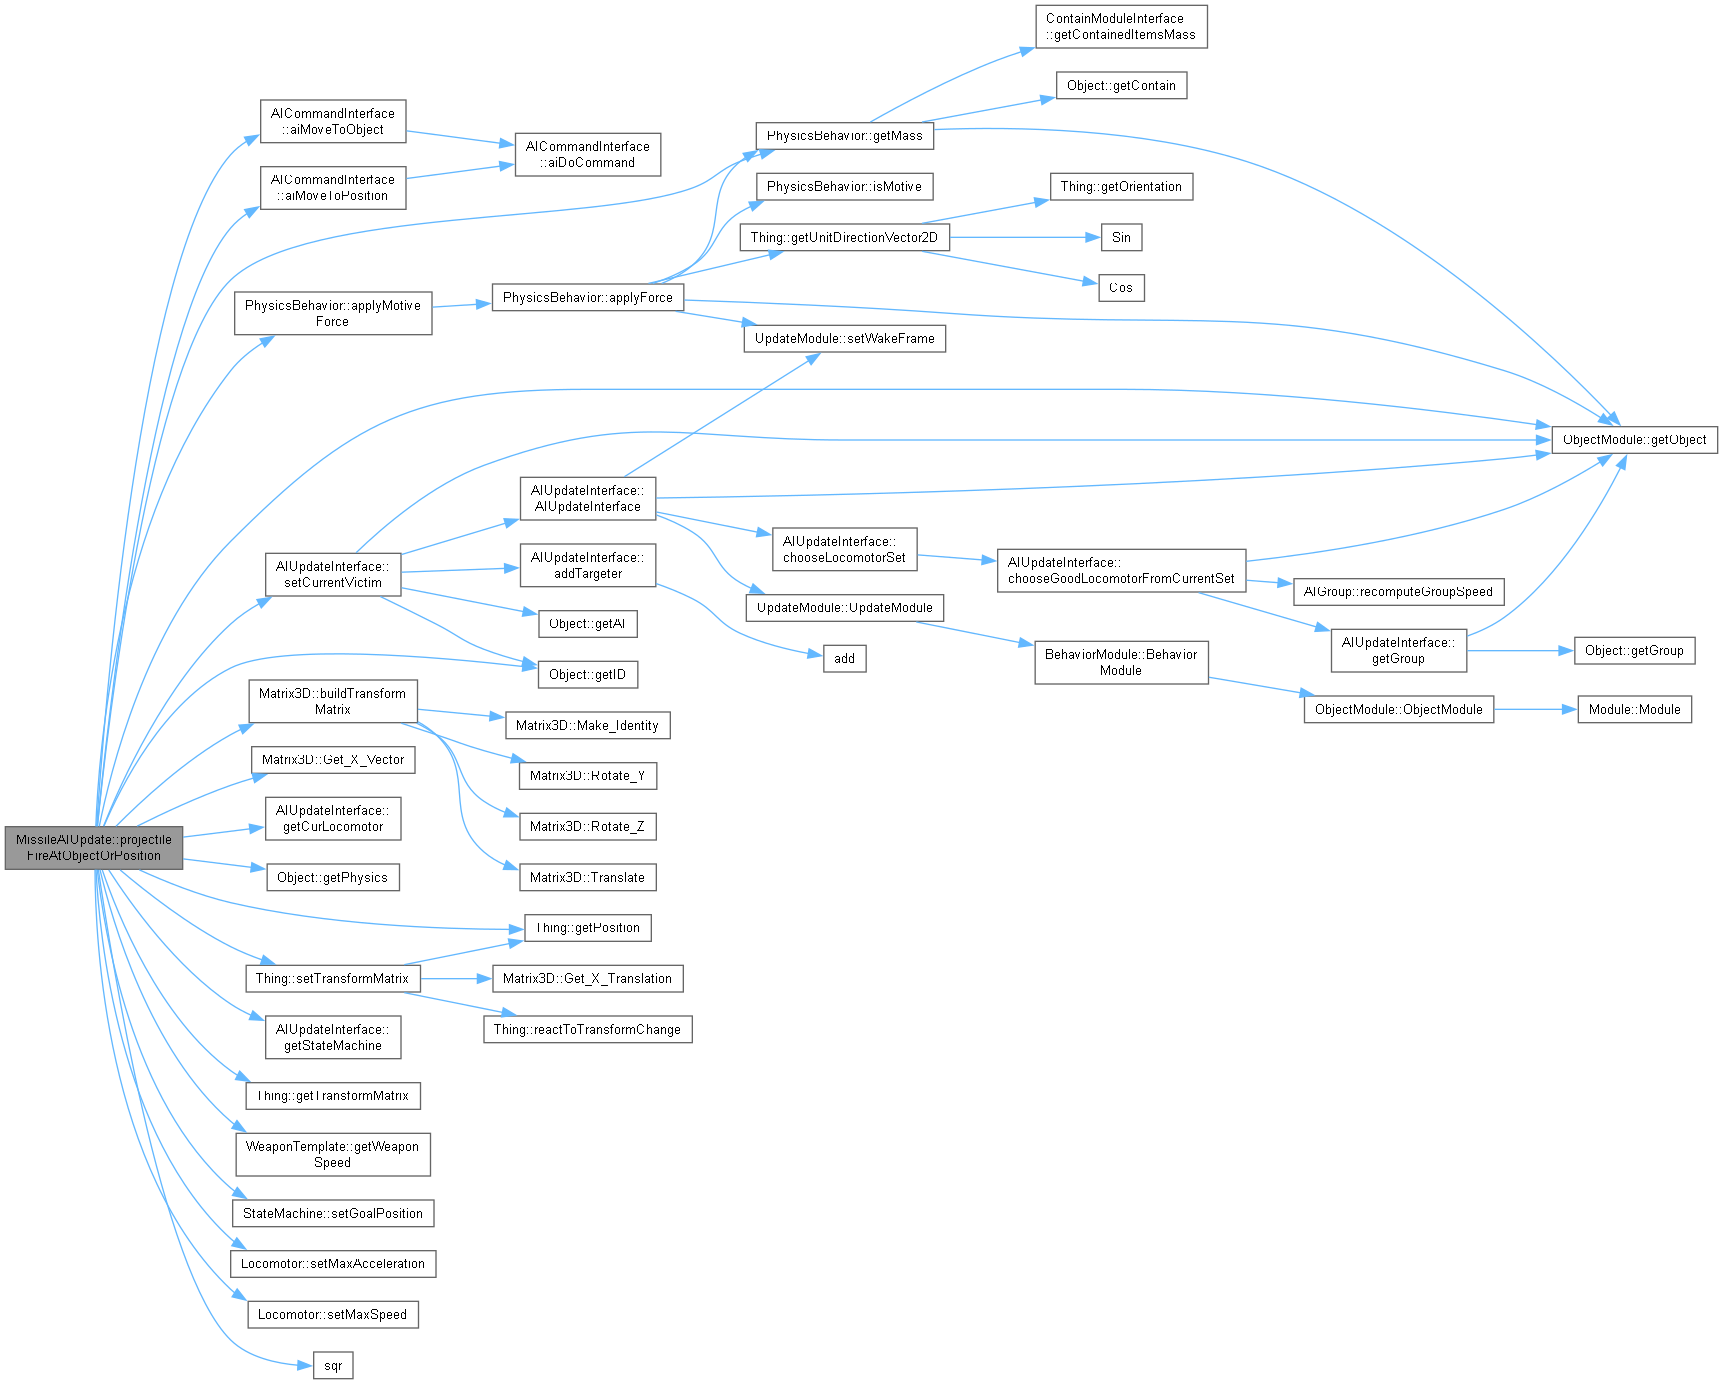 MissileAIUpdate::projectile
FireAtObjectOrPosition
AICommandInterface
::aiMoveToObject
AICommandInterface
::aiMoveToPosition
PhysicsBehavior::applyMotive
Force
AIUpdateInterface::
setCurrentVictim
Matrix3D::buildTransform
Matrix
Matrix3D::Get_X_Vector
AIUpdateInterface::
getCurLocomotor
Object::getPhysics
Thing::setTransformMatrix
AIUpdateInterface::
getStateMachine
Thing::getTransformMatrix
WeaponTemplate::getWeapon
Speed
StateMachine::setGoalPosition
Locomotor::setMaxAcceleration
Locomotor::setMaxSpeed
sqr
AICommandInterface
::aiDoCommand
PhysicsBehavior::applyForce
AIUpdateInterface::
AIUpdateInterface
AIUpdateInterface::
addTargeter
Object::getAI
Object::getID
Matrix3D::Make_Identity
Matrix3D::Rotate_Y
Matrix3D::Rotate_Z
Matrix3D::Translate
Thing::getPosition
Matrix3D::Get_X_Translation
Thing::reactToTransformChange
PhysicsBehavior::getMass
PhysicsBehavior::isMotive
Thing::getUnitDirectionVector2D
UpdateModule::setWakeFrame
AIUpdateInterface::
chooseLocomotorSet
UpdateModule::UpdateModule
add
ContainModuleInterface
::getContainedItemsMass
Object::getContain
Thing::getOrientation
Sin
Cos
AIUpdateInterface::
chooseGoodLocomotorFromCurrentSet
BehaviorModule::Behavior
Module
AIGroup::recomputeGroupSpeed
AIUpdateInterface::
getGroup
ObjectModule::ObjectModule
ObjectModule::getObject
Object::getGroup
Module::Module